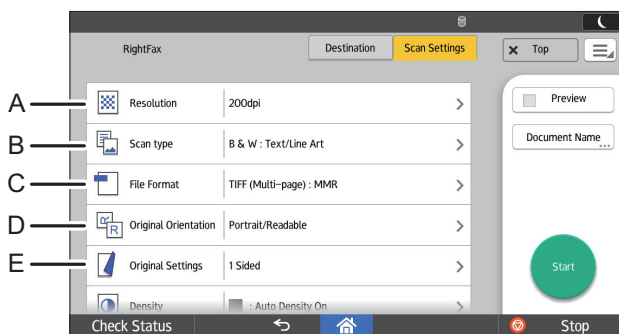 RightFax
Destination
Scan Settings
Top
A
Resolution
200dpi
Preview
B
Scan type
B & W : Text/Line Art
Document Name
...
C
File Format
TIFF (Multi-page) : MMR
D
R
R
Original Orientation
Portrait/Readable
E
Original Settings
1 Sided
Start
Density
: Auto Density On
Check Status
Stop